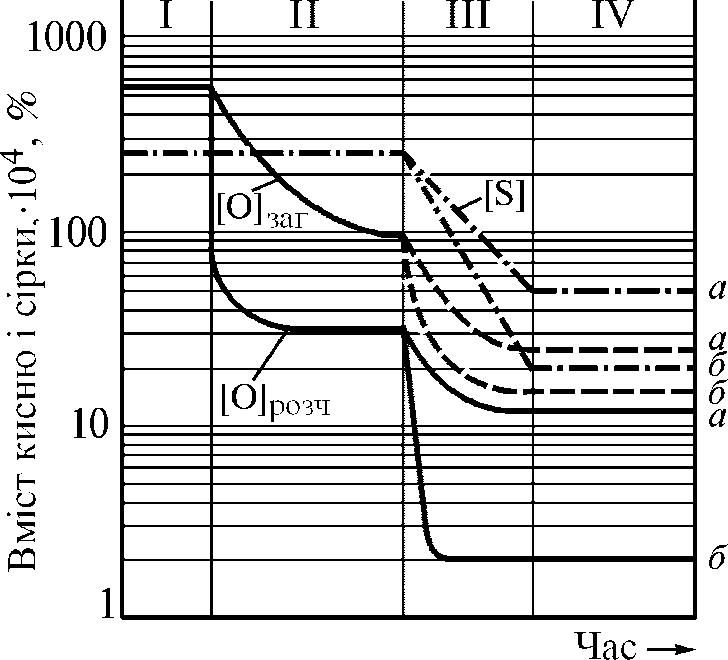 I II III IV
Вміст кисню і сірки,·10⁴, %
1000
100
10
1
[O]заг
[S]
[O]розч
а
а
б
б
а
б
Час